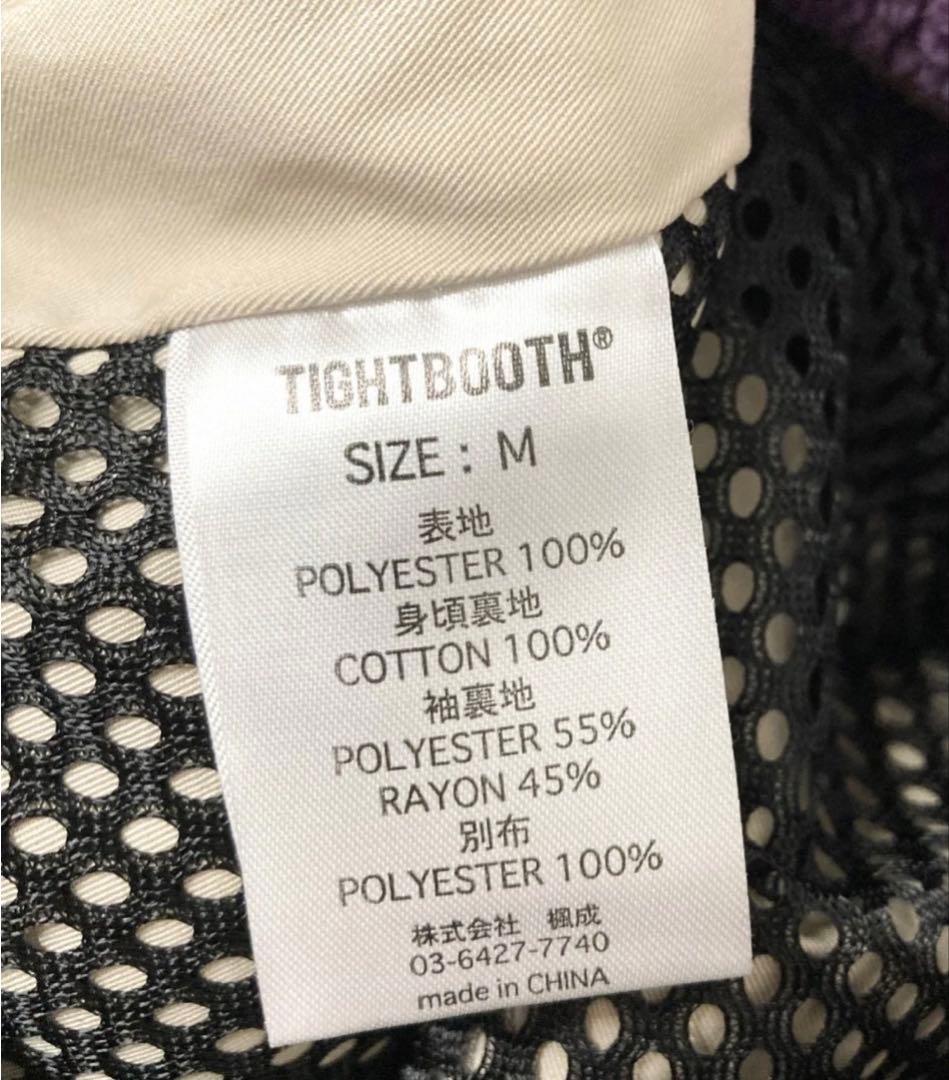 TIGHTBOOTH®
SIZE : M
表地
POLYESTER 100%
身頃裏地
COTTON 100%
袖裏地
POLYESTER 55%
RAYON 45%
別布
POLYESTER 100%
株式会社　楓成
03-6427-7740
made in CHINA